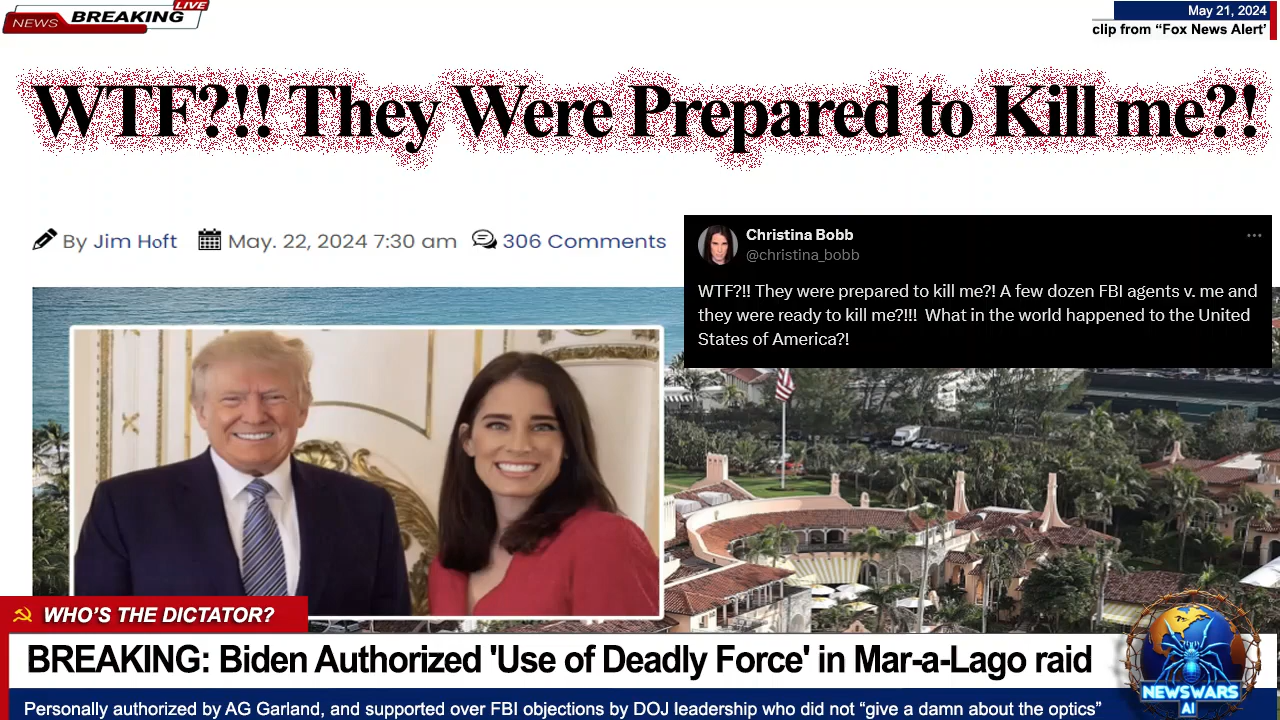 NEWS
BREAKING
LIVE
May 21, 2024
clip from “Fox News Alert’
WTF?!! They Were Prepared to Kill me?!
By Jim Hoft May. 22, 2024 7:30 am 306 Comments
Christina Bobb
@christina_bobb
WTF?!! They were prepared to kill me?! A few dozen FBI agents v. me and
they were ready to kill me?!!! What in the world happened to the United
States of America?!
WHO’S THE DICTATOR?
BREAKING: Biden Authorized 'Use of Deadly Force' in Mar-a-Lago raid
Personally authorized by AG Garland, and supported over FBI objections by DOJ leadership who did not “give a damn about the optics”
NEWSWARS
AI